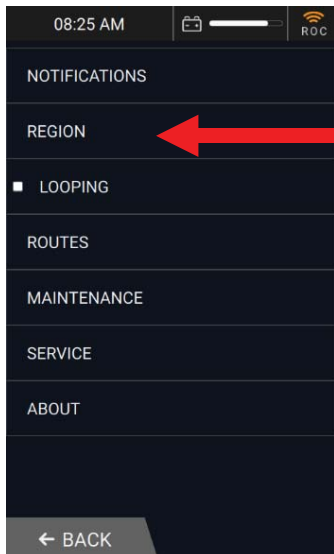 08:25 AM
ROC
NOTIFICATIONS
REGION
LOOPING
ROUTES
MAINTENANCE
SERVICE
ABOUT
← BACK